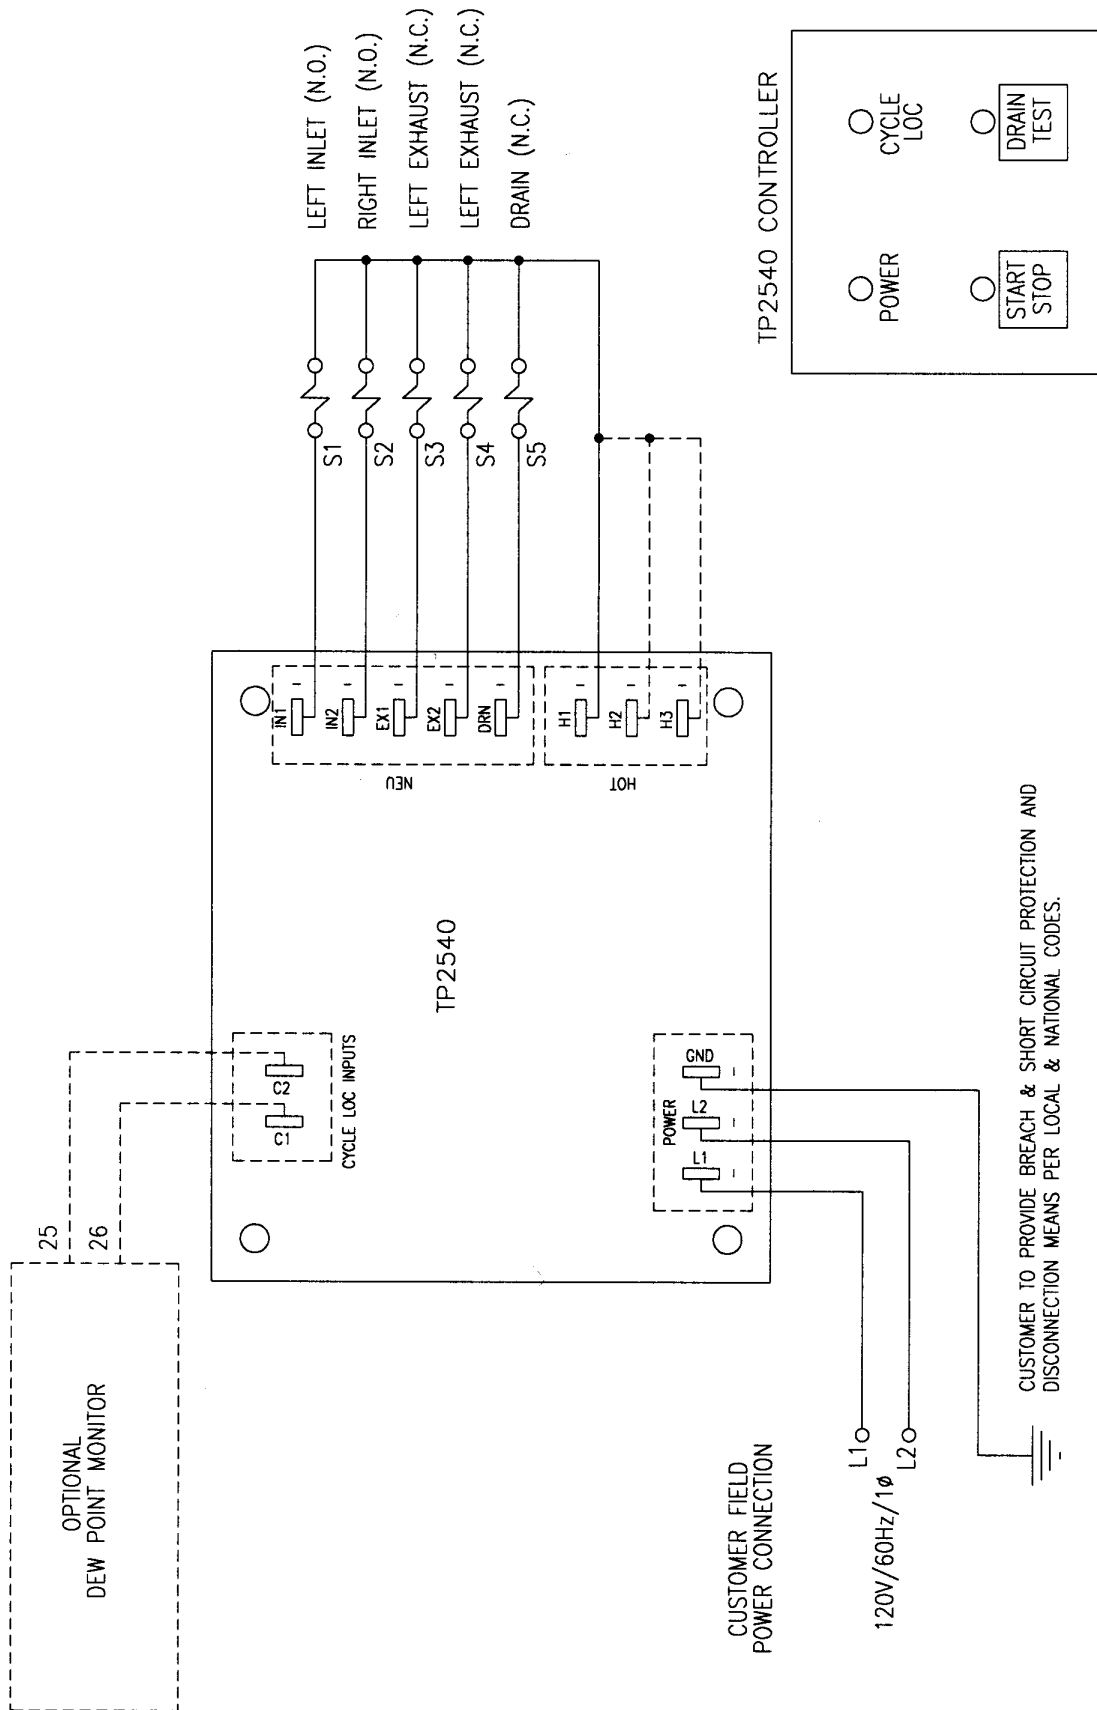 OPTIONAL
DEW POINT MONITOR
25
26
C2
C1
CYCLE LOC INPUTS
TP2540
IN1
IN2
EX1
EX2
DRN
NEU
H1
H2
H3
HOT
S1
S2
S3
S4
S5
LEFT INLET (N.O.)
RIGHT INLET (N.O.)
LEFT EXHAUST (N.C.)
LEFT EXHAUST (N.C.)
DRAIN (N.C.)
POWER
L1
L2
GND
CUSTOMER FIELD
POWER CONNECTION
120V/60Hz/1ø
L1
L2
CUSTOMER TO PROVIDE BREACH & SHORT CIRCUIT PROTECTION AND
DISCONNECTION MEANS PER LOCAL & NATIONAL CODES.
TP2540 CONTROLLER
POWER
CYCLE
LOC
START
STOP
DRAIN
TEST